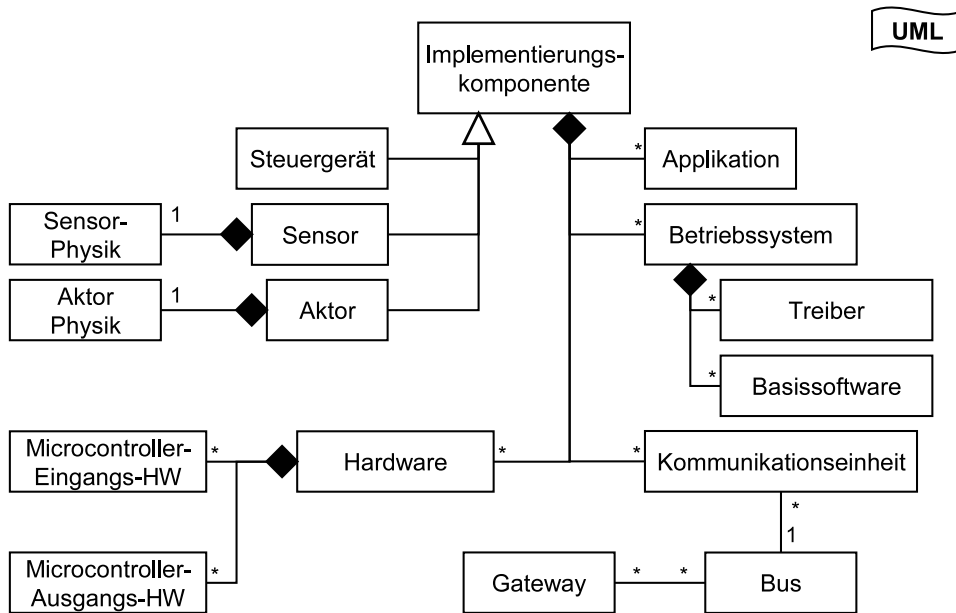 UML
Implementierungs-
komponente
Steuergerät
* Applikation
Sensor-
Physik
1
Sensor
* Betriebssystem
Aktor
Physik
1
Aktor
* Treiber
* Basissoftware
Microcontroller-
Eingangs-HW
*
Hardware
*
* Kommunikationseinheit
*
1
Microcontroller-
Ausgangs-HW
*
Gateway
* *
Bus